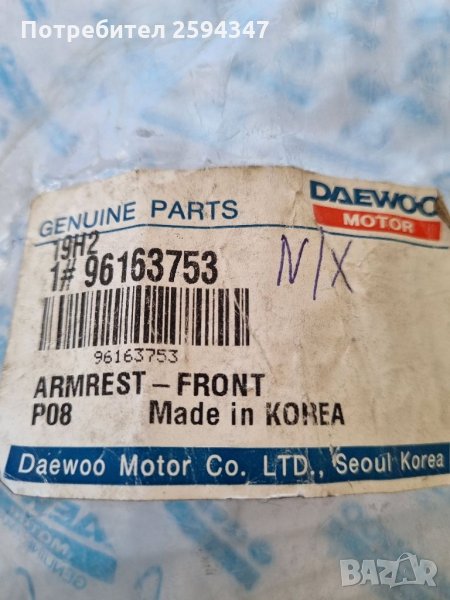 Потребител 2594347
DAEWOO
MOTOR
GENUINE PARTS
19H2
1# 96163753
N/X
96163753
ARMREST - FRONT
P08 Made in KOREA
Daewoo Motor Co. LTD., Seoul Korea
BAZAR